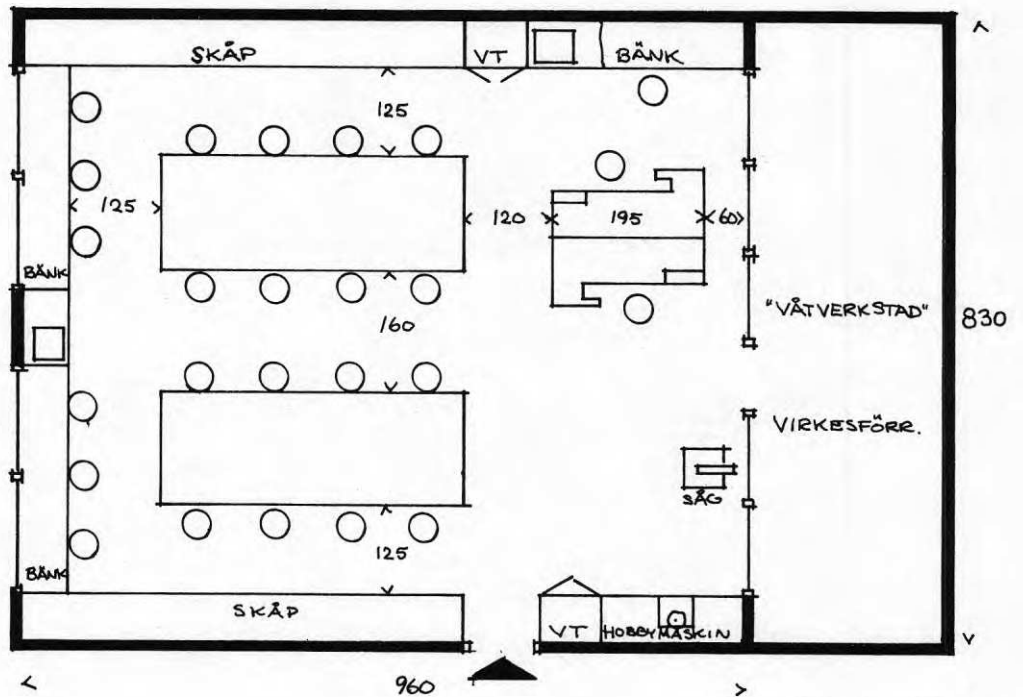 SKÅP
VT
BÄNK
125
125
120
195
60
BÄNK
160
"VÅTVERKSTAD"
830
VIRKESFÖRR.
SÅG
125
BÄNK
SKÅP
VT
HOBBYMASKIN
960